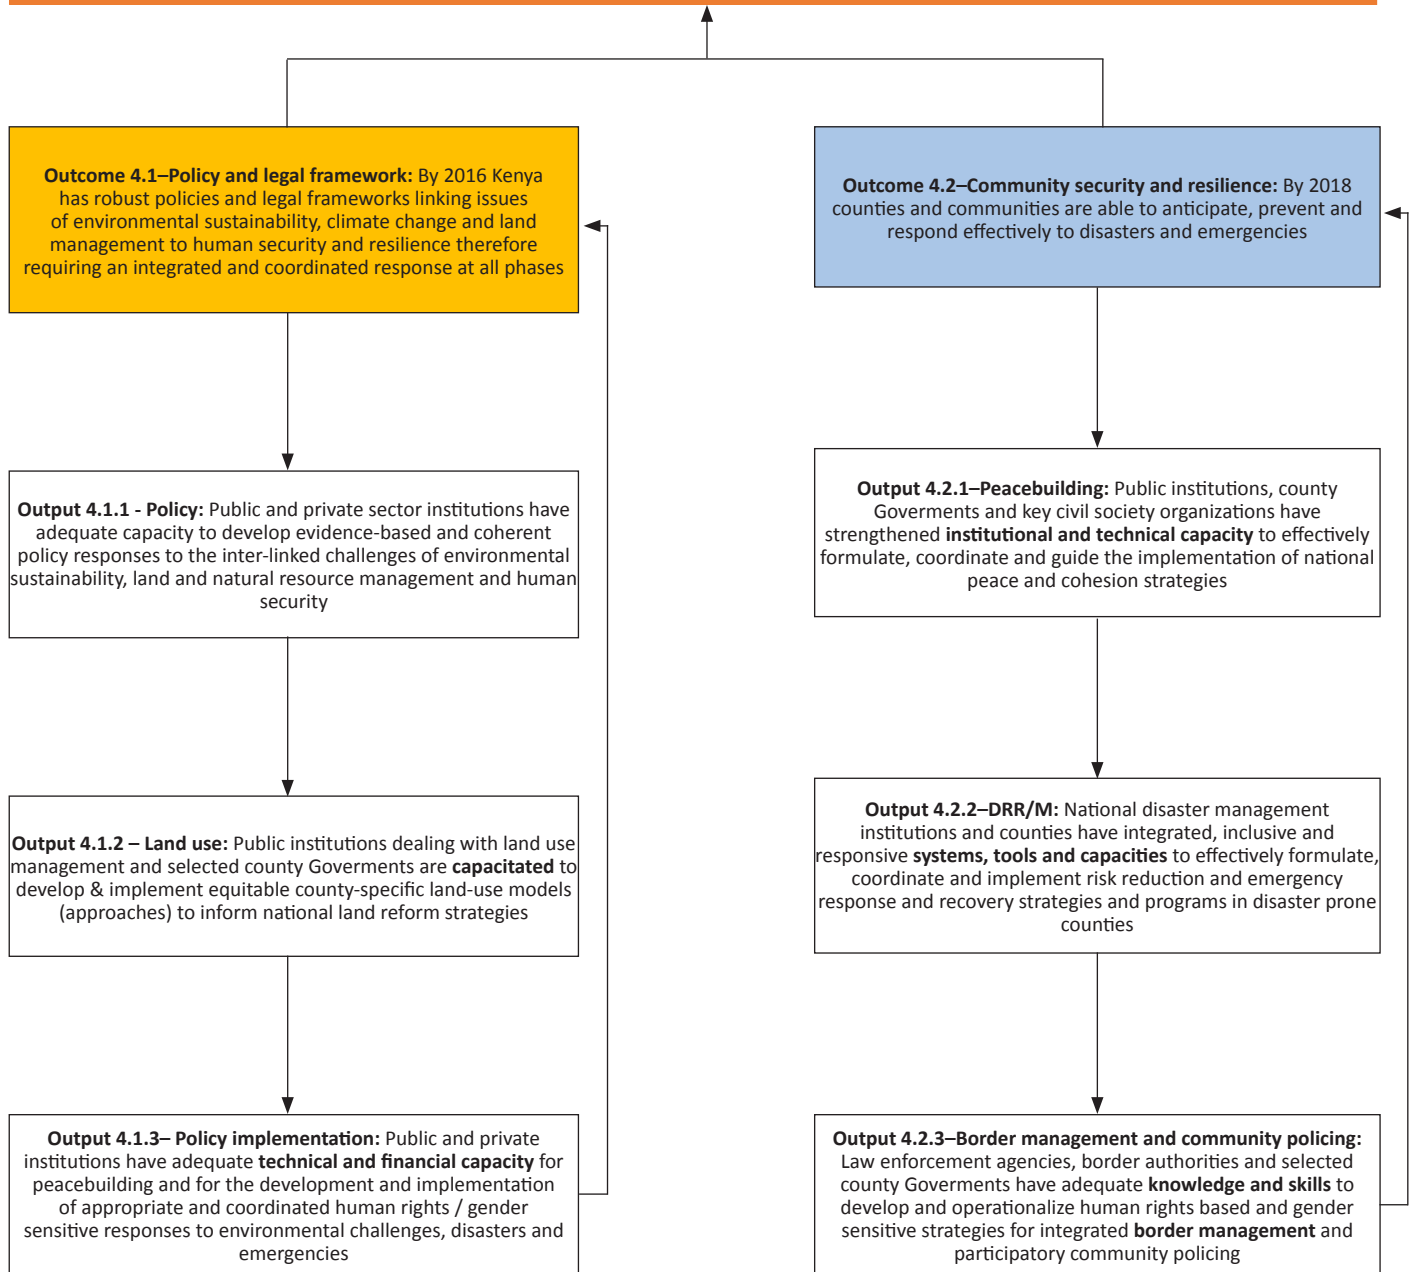 Outcome 4.1–Policy and legal framework: By 2016 Kenya
has robust policies and legal frameworks linking issues
of environmental sustainability, climate change and land
management to human security and resilience therefore
requiring an integrated and coordinated response at all phases
Output 4.1.1 - Policy: Public and private sector institutions have
adequate capacity to develop evidence-based and coherent
policy responses to the inter-linked challenges of environmental
sustainability, land and natural resource management and human
security
Output 4.1.2 – Land use: Public institutions dealing with land use
management and selected county Goverments are capacitated to
develop & implement equitable county-specific land-use models
(approaches) to inform national land reform strategies
Output 4.1.3– Policy implementation: Public and private
institutions have adequate technical and financial capacity for
peacebuilding and for the development and implementation
of appropriate and coordinated human rights / gender
sensitive responses to environmental challenges, disasters and
emergencies
Outcome 4.2–Community security and resilience: By 2018
counties and communities are able to anticipate, prevent and
respond effectively to disasters and emergencies
Output 4.2.1–Peacebuilding: Public institutions, county
Goverments and key civil society organizations have
strengthened institutional and technical capacity to effectively
formulate, coordinate and guide the implementation of national
peace and cohesion strategies
Output 4.2.2–DRR/M: National disaster management
institutions and counties have integrated, inclusive and
responsive systems, tools and capacities to effectively formulate,
coordinate and implement risk reduction and emergency
response and recovery strategies and programs in disaster prone
counties
Output 4.2.3–Border management and community policing:
Law enforcement agencies, border authorities and selected
county Goverments have adequate knowledge and skills to
develop and operationalize human rights based and gender
sensitive strategies for integrated border management and
participatory community policing